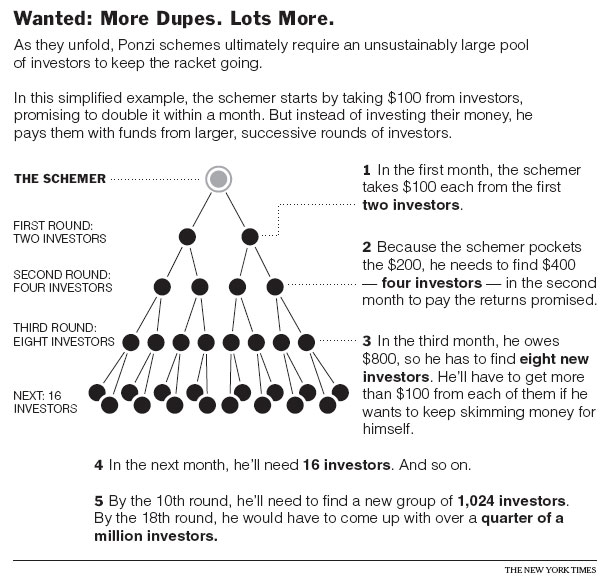 Wanted: More Dupes. Lots More.
As they unfold, Ponzi schemes ultimately require an unsustainably large pool
of investors to keep the racket going.
In this simplified example, the schemer starts by taking $100 from investors,
promising to double it within a month. But instead of investing their money, he
pays them with funds from larger, successive rounds of investors.
THE SCHEMER
1 In the first month, the schemer
takes $100 each from the first
two investors.
FIRST ROUND:
TWO INVESTORS
2 Because the schemer pockets
the $200, he needs to find $400
— four investors — in the second
month to pay the returns promised.
SECOND ROUND:
FOUR INVESTORS
THIRD ROUND:
EIGHT INVESTORS
3 In the third month, he owes
$800, so he has to find eight new
investors. He'll have to get more
than $100 from each of them if he
wants to keep skimming money for
himself.
NEXT: 16
INVESTORS
4 In the next month, he'll need 16 investors. And so on.
5 By the 10th round, he'll need to find a new group of 1,024 investors.
By the 18th round, he would have to come up with over a quarter of a
million investors.
THE NEW YORK TIMES